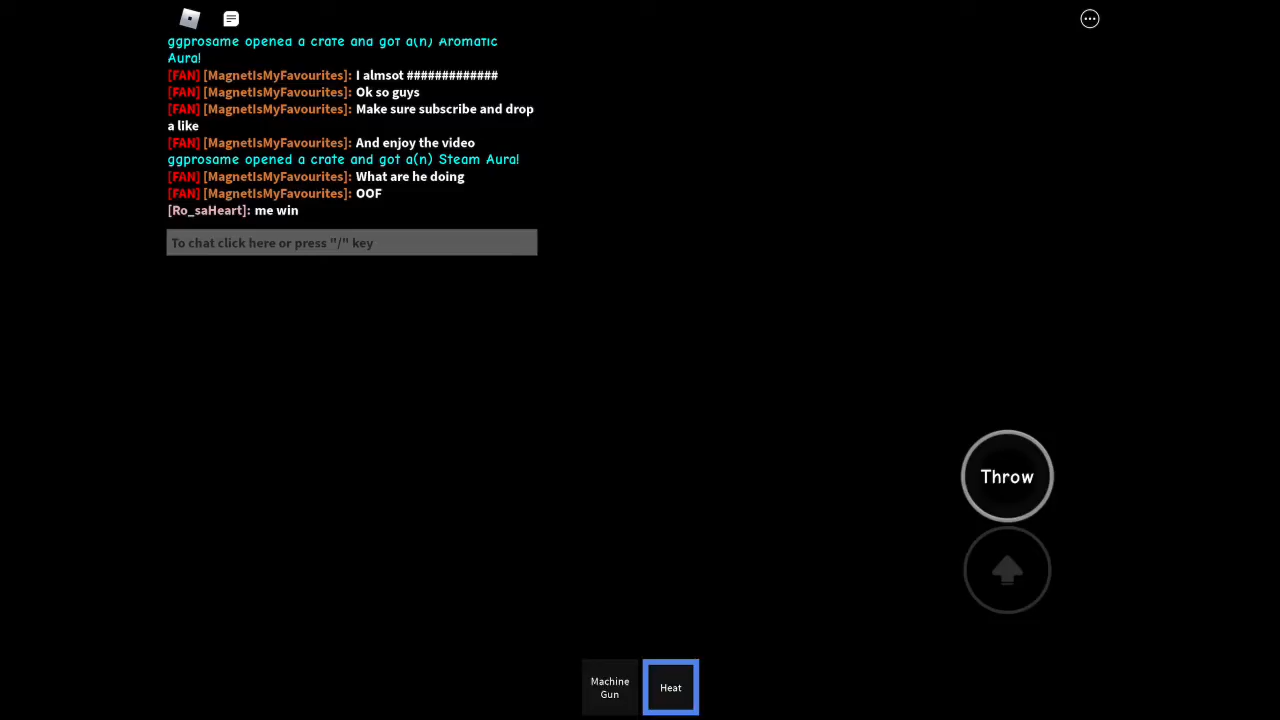 ggprosame opened a crate and got a(n) Aromatic
Aura!
[FAN] [MagnetIsMyFavourites]: I almsot #############
[FAN] [MagnetIsMyFavourites]: Ok so guys
[FAN] [MagnetIsMyFavourites]: Make sure subscribe and drop
a like
[FAN] [MagnetIsMyFavourites]: And enjoy the video
ggprosame opened a crate and got a(n) Steam Aura!
[FAN] [MagnetIsMyFavourites]: What are he doing
[FAN] [MagnetIsMyFavourites]: OOF
[Ro_saHeart]: me win
To chat click here or press "/" key
Throw
Machine
Gun
Heat